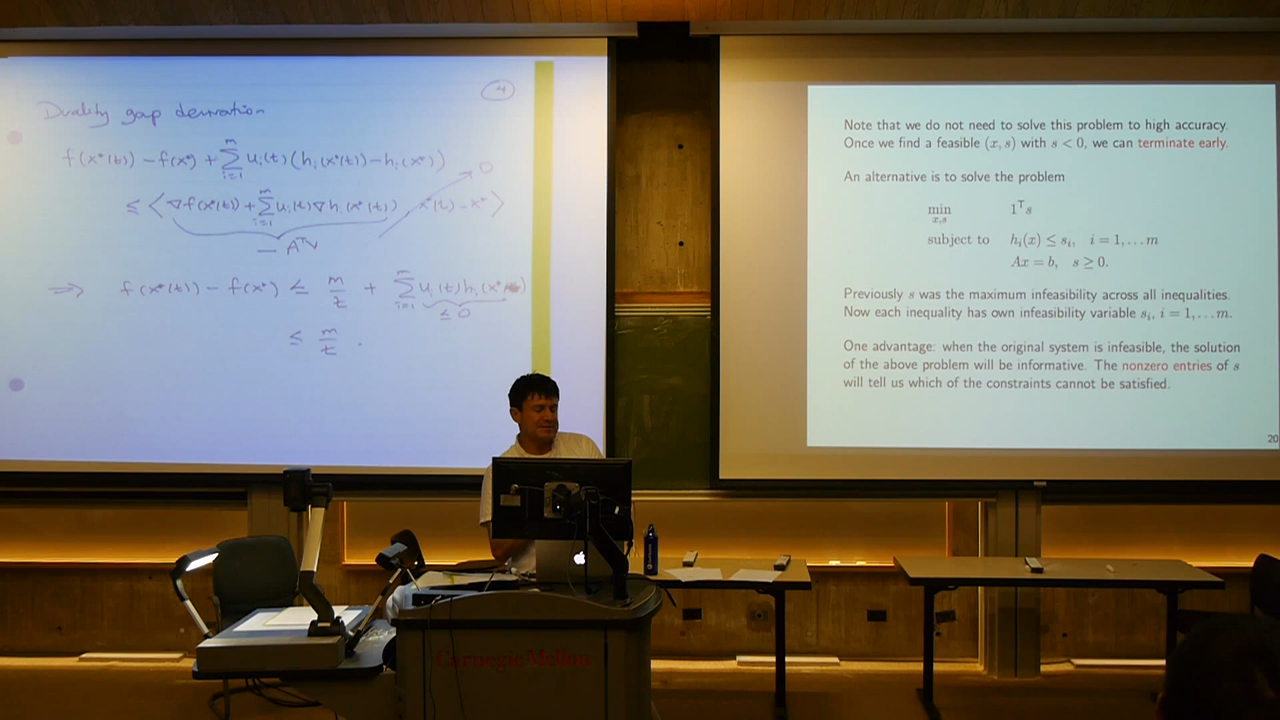 4
Duality gap derivation
f(x*(t)) - f(x*) + Σ_{i=1}^{m} u_i(t)(h_i(x*(t)) - h_i(x*))
≤ ⟨∇f(x*(t)) + Σ_{i=1}^{m} u_i(t)∇h_i(x*(t)), x*(t) - x*⟩ → 0
- A^T v
⇒ f(x*(t)) - f(x*) ≤ m/t + Σ_{i=1}^{m} u_i(t) h_i(x*)
≤ 0
≤ m/t .
Note that we do not need to solve this problem to high accuracy.
Once we find a feasible (x, s) with s < 0, we can terminate early.
An alternative is to solve the problem
min_{x,s} 1^T s
subject to h_i(x) ≤ s_i, i = 1, . . . m
Ax = b, s ≥ 0.
Previously s was the maximum infeasibility across all inequalities.
Now each inequality has own infeasibility variable s_i, i = 1, . . . m.
One advantage: when the original system is infeasible, the solution
of the above problem will be informative. The nonzero entries of s
will tell us which of the constraints cannot be satisfied.
20
Carnegie Mellon